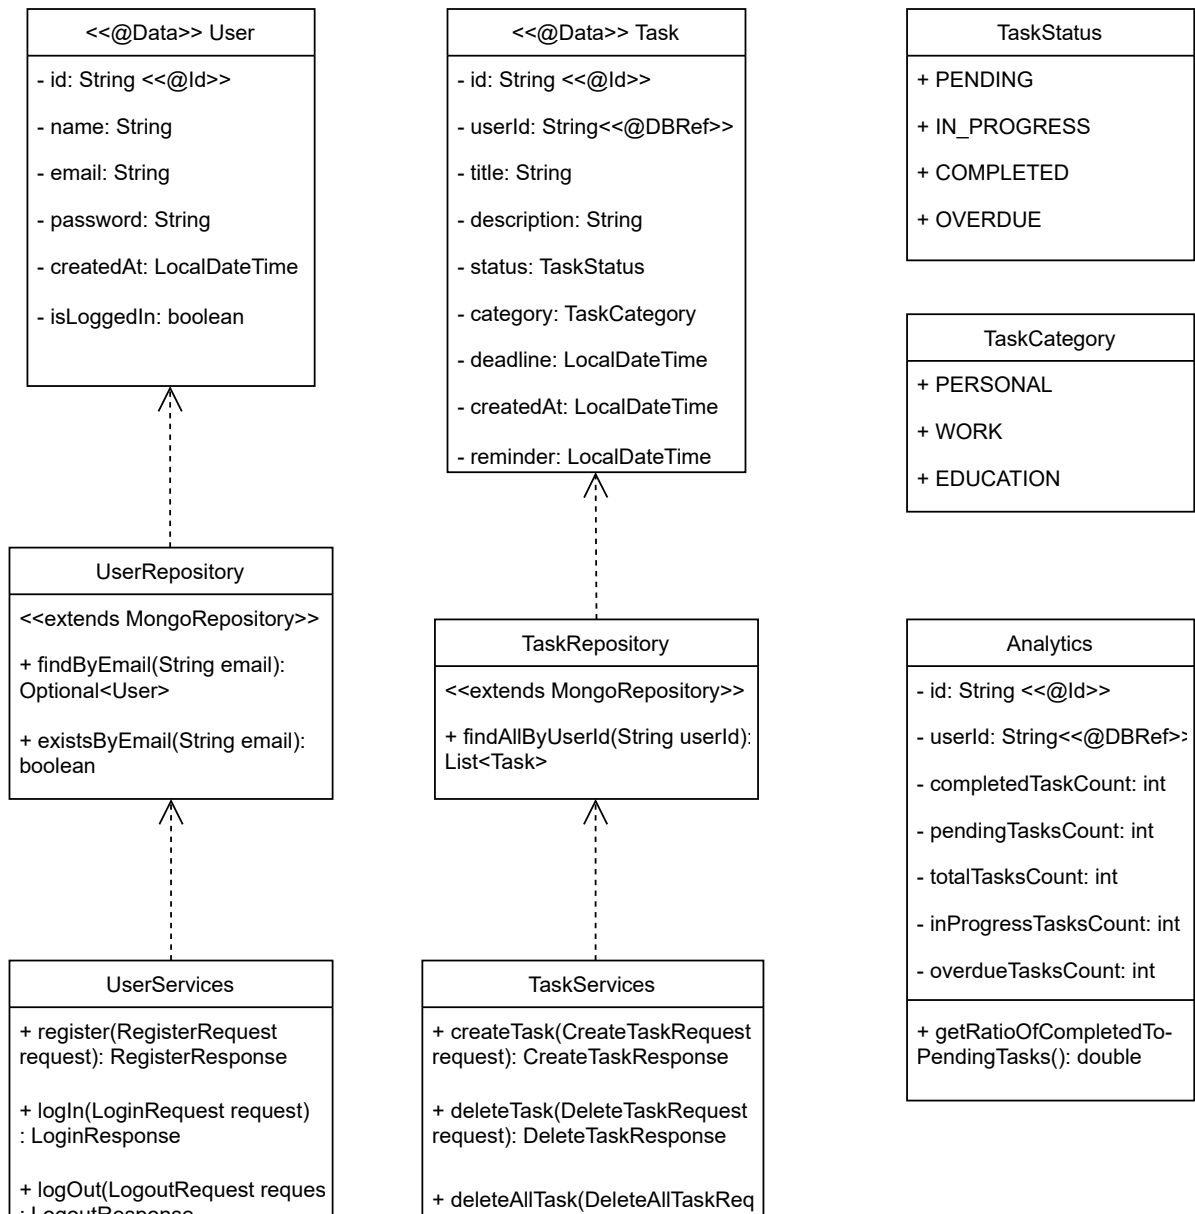 <<@Data>> User
- id: String <<@Id>>
- name: String
- email: String
- password: String
- createdAt: LocalDateTime
- isLoggedIn: boolean
<<@Data>> Task
- id: String <<@Id>>
- userId: String<<@DBRef>>
- title: String
- description: String
- status: TaskStatus
- category: TaskCategory
- deadline: LocalDateTime
- createdAt: LocalDateTime
- reminder: LocalDateTime
TaskStatus
+ PENDING
+ IN_PROGRESS
+ COMPLETED
+ OVERDUE
TaskCategory
+ PERSONAL
+ WORK
+ EDUCATION
UserRepository
<<extends MongoRepository>>
+ findByEmail(String email):
Optional<User>
+ existsByEmail(String email):
boolean
TaskRepository
<<extends MongoRepository>>
+ findAllByUserId(String userId):
List<Task>
Analytics
- id: String <<@Id>>
- userId: String<<@DBRef>>
- completedTaskCount: int
- pendingTasksCount: int
- totalTasksCount: int
- inProgressTasksCount: int
- overdueTasksCount: int
+ getRatioOfCompletedTo-
PendingTasks(): double
UserServices
+ register(RegisterRequest
request): RegisterResponse
+ logIn(LoginRequest request)
: LoginResponse
+ logOut(LogoutRequest reques
: LogoutResponse
TaskServices
+ createTask(CreateTaskRequest
request): CreateTaskResponse
+ deleteTask(DeleteTaskRequest
request): DeleteTaskResponse
+ deleteAllTask(DeleteAllTaskReq